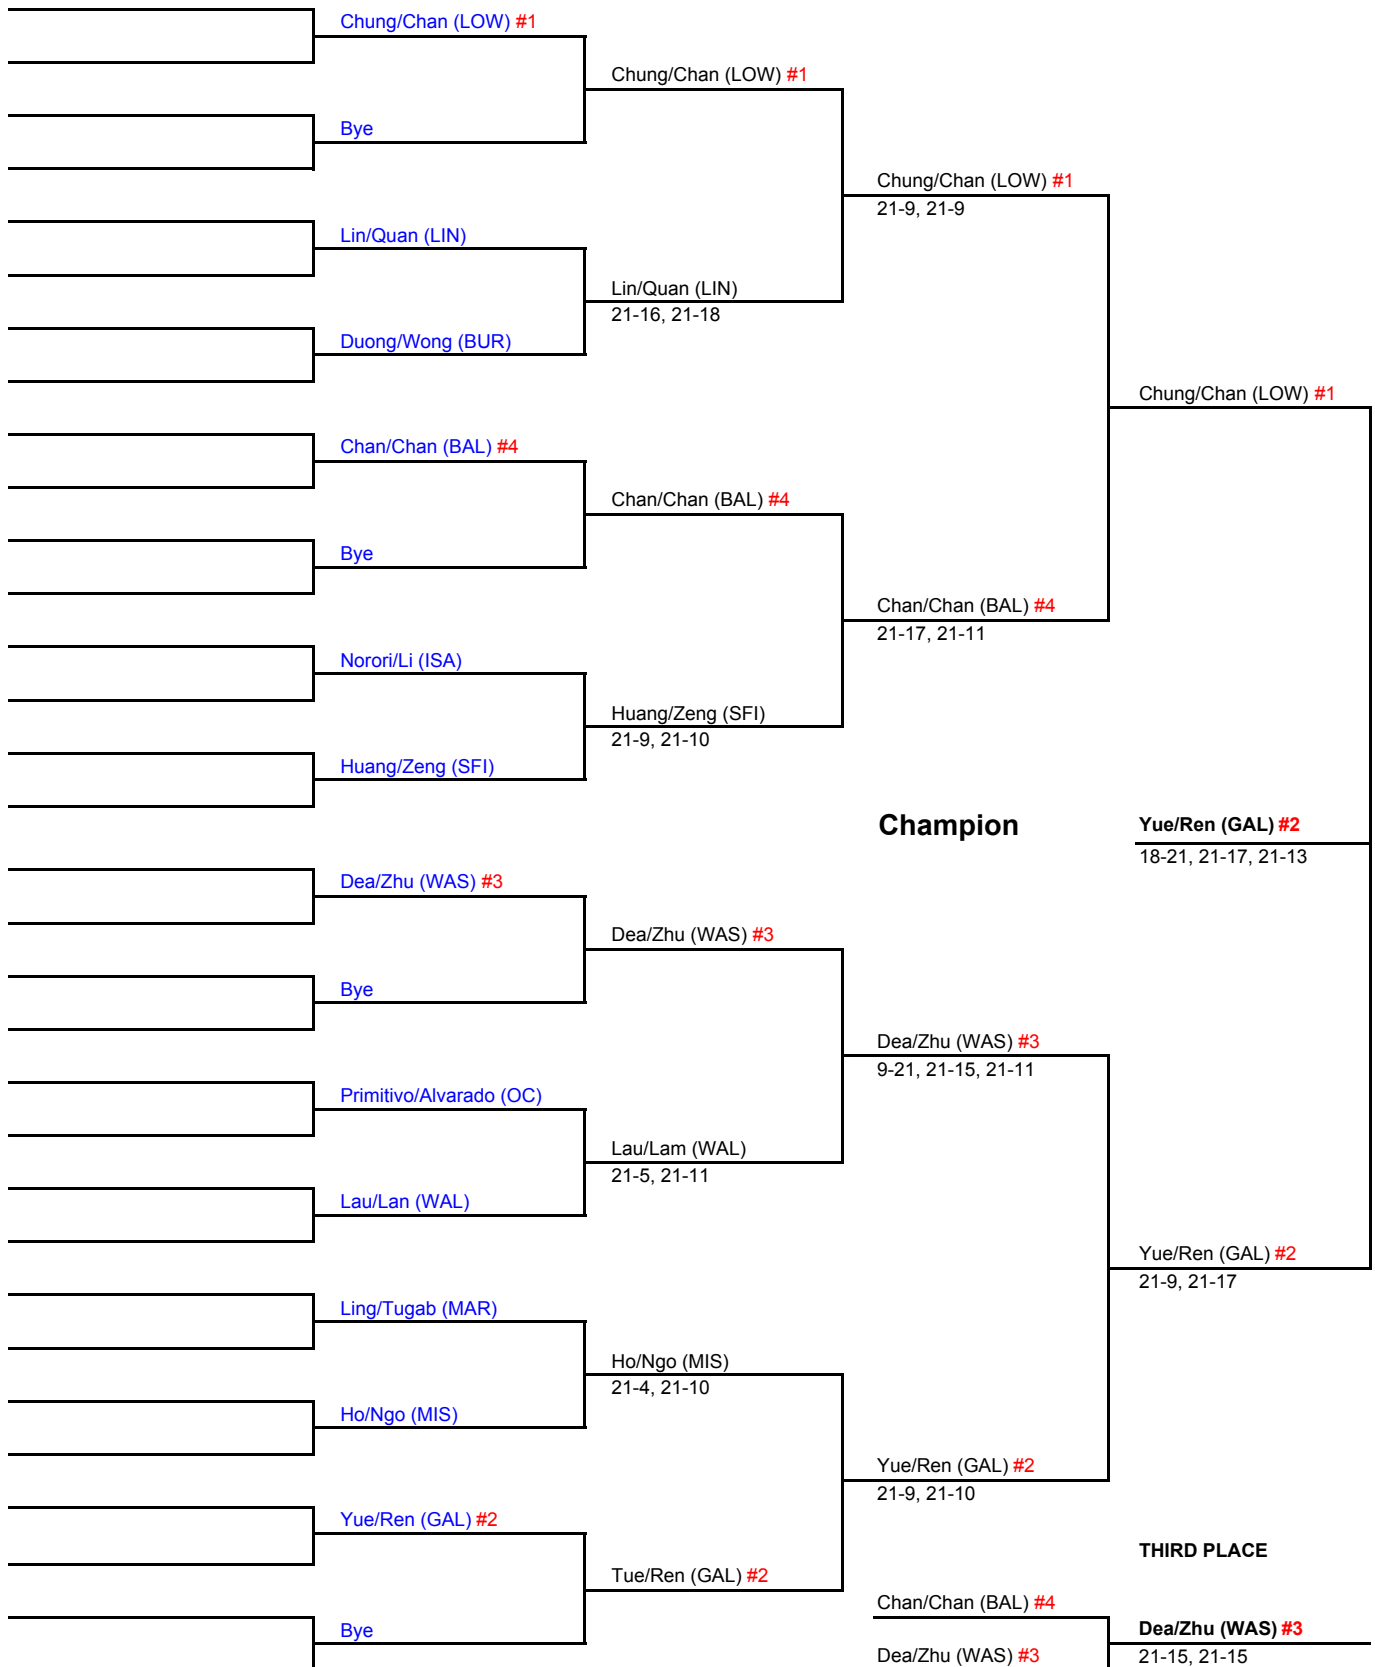 Chung/Chan (LOW) #1
Bye
Lin/Quan (LIN)
Duong/Wong (BUR)
Chan/Chan (BAL) #4
Bye
Norori/Li (ISA)
Huang/Zeng (SFI)
Dea/Zhu (WAS) #3
Bye
Primitivo/Alvarado (OC)
Lau/Lan (WAL)
Ling/Tugab (MAR)
Ho/Ngo (MIS)
Yue/Ren (GAL) #2
Bye
Chung/Chan (LOW) #1
Lin/Quan (LIN)
21-16, 21-18
Chan/Chan (BAL) #4
Huang/Zeng (SFI)
21-9, 21-10
Dea/Zhu (WAS) #3
Lau/Lam (WAL)
21-5, 21-11
Ho/Ngo (MIS)
21-4, 21-10
Tue/Ren (GAL) #2
Chung/Chan (LOW) #1
21-9, 21-9
Chan/Chan (BAL) #4
21-17, 21-11
Dea/Zhu (WAS) #3
9-21, 21-15, 21-11
Yue/Ren (GAL) #2
21-9, 21-10
Chung/Chan (LOW) #1
Yue/Ren (GAL) #2
21-9, 21-17
Champion
Yue/Ren (GAL) #2
18-21, 21-17, 21-13
THIRD PLACE
Chan/Chan (BAL) #4
Dea/Zhu (WAS) #3
Dea/Zhu (WAS) #3
21-15, 21-15